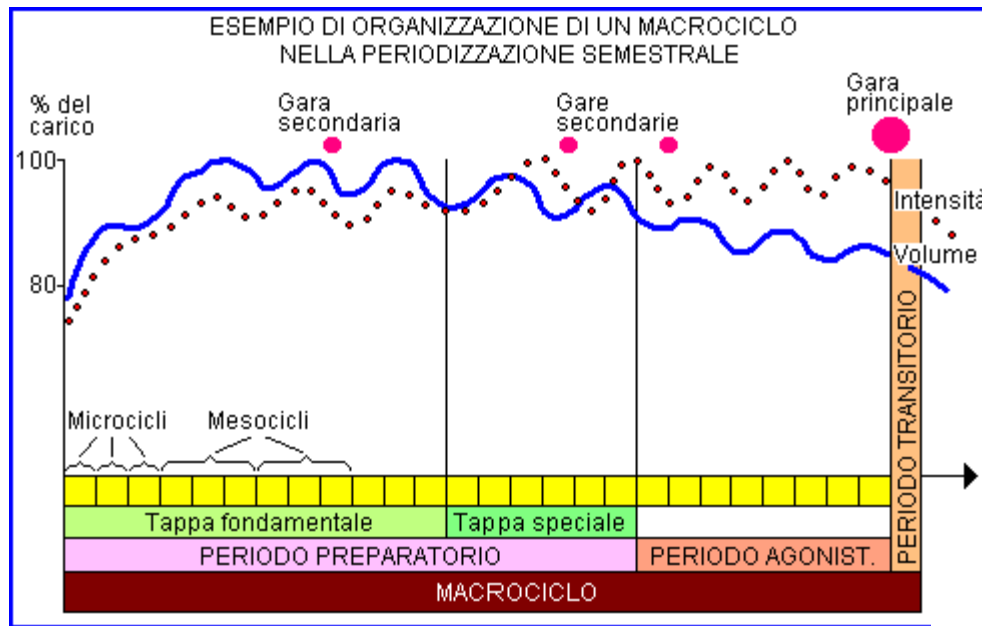 ESEMPIO DI ORGANIZZAZIONE DI UN MACROCICLO
NELLA PERIODIZZAZIONE SEMESTRALE
% del
carico
Gara
secondaria
Gare
secondarie
Gara
principale
100
80
Intensità
Volume
Microcicli
Mesocicli
Tappa fondamentale
Tappa speciale
PERIODO PREPARATORIO
PERIODO AGONIST.
PERIODO TRANSITORIO
MACROCICLO